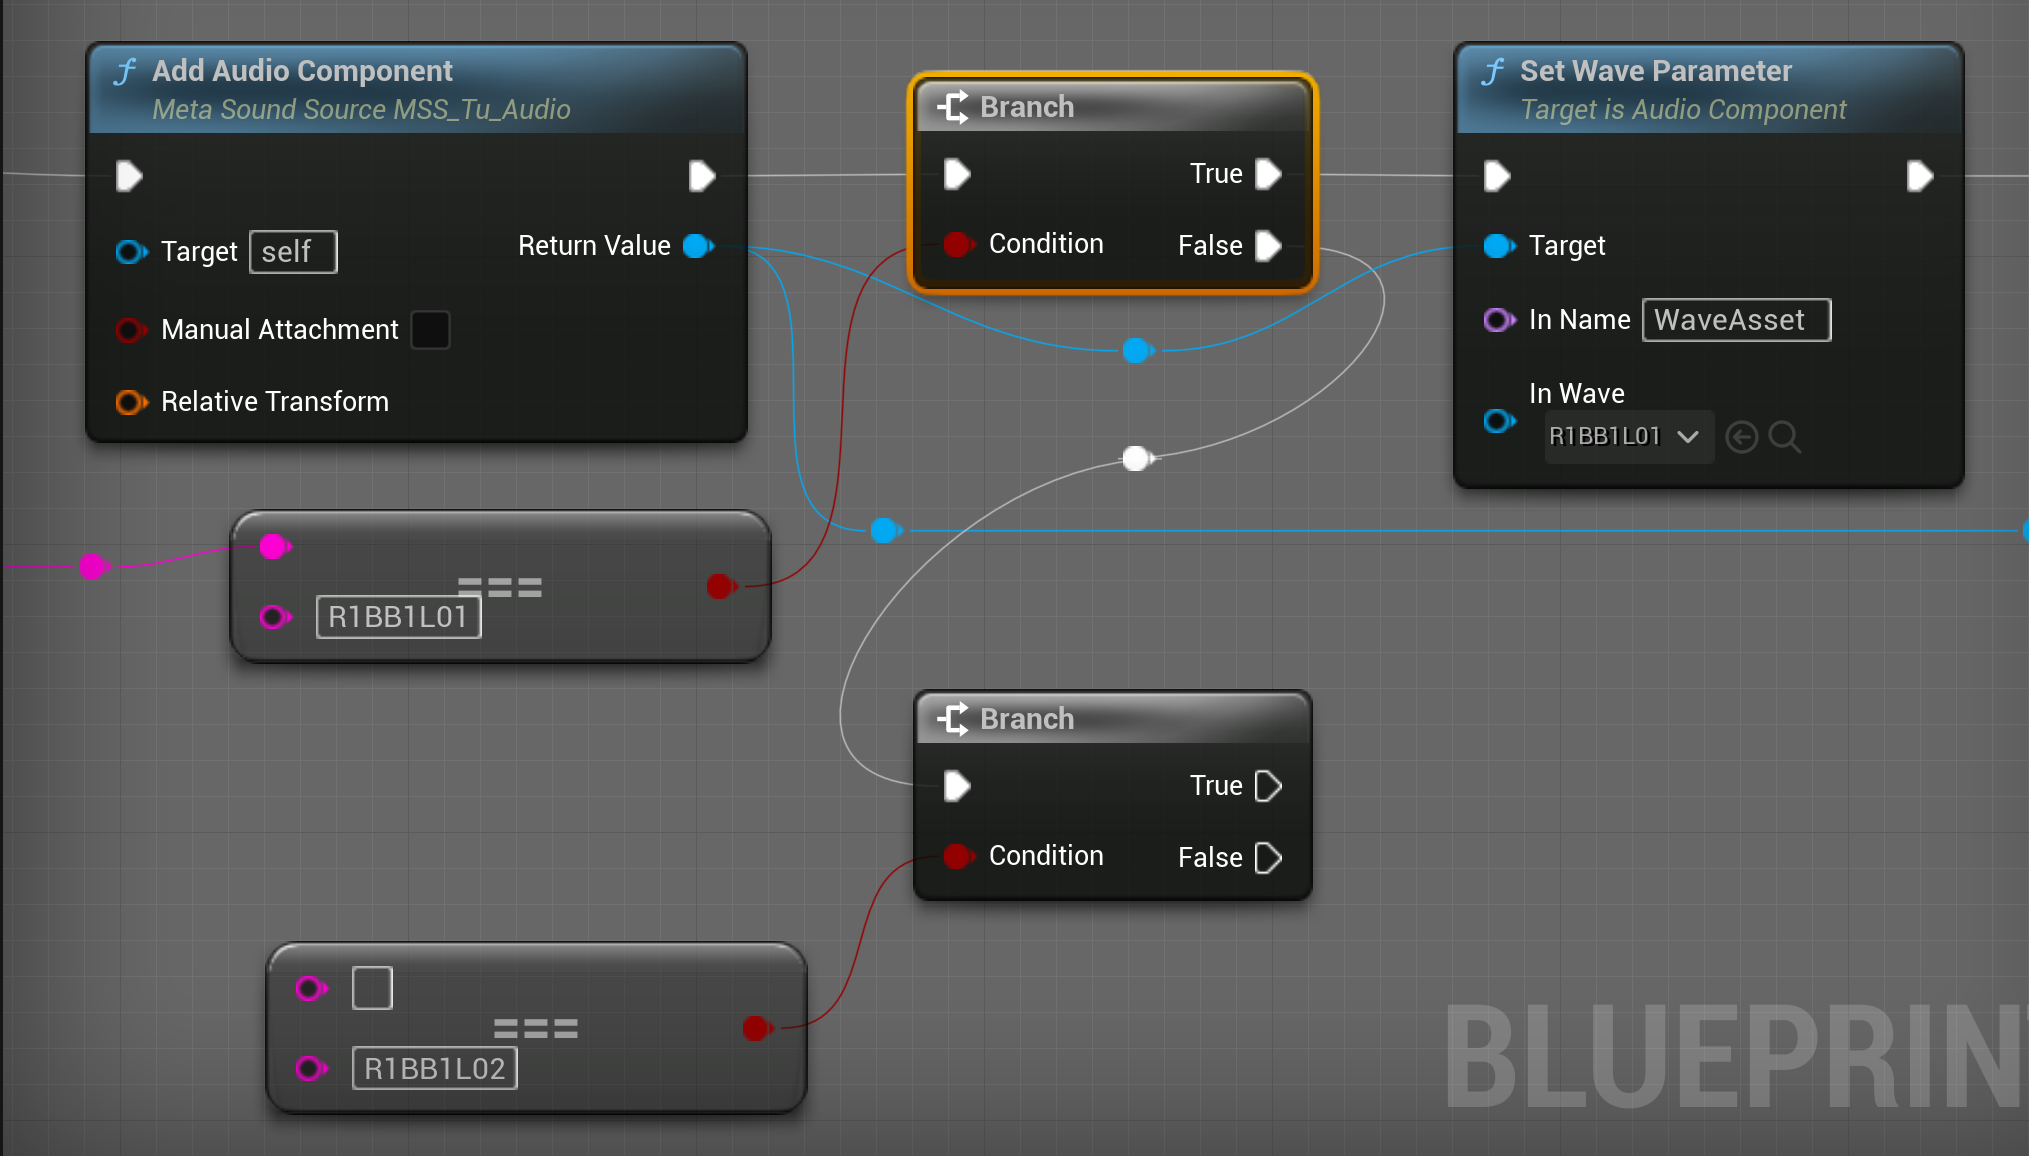 Add Audio Component
Meta Sound Source MSS_Tu_Audio
Target self
Return Value
Manual Attachment
Relative Transform
Branch
True
Condition
False
Set Wave Parameter
Target is Audio Component
Target
In Name WaveAsset
In Wave
R1BB1L01
===
R1BB1L01
Branch
True
Condition
False
===
R1BB1L02
BLUEPRIN